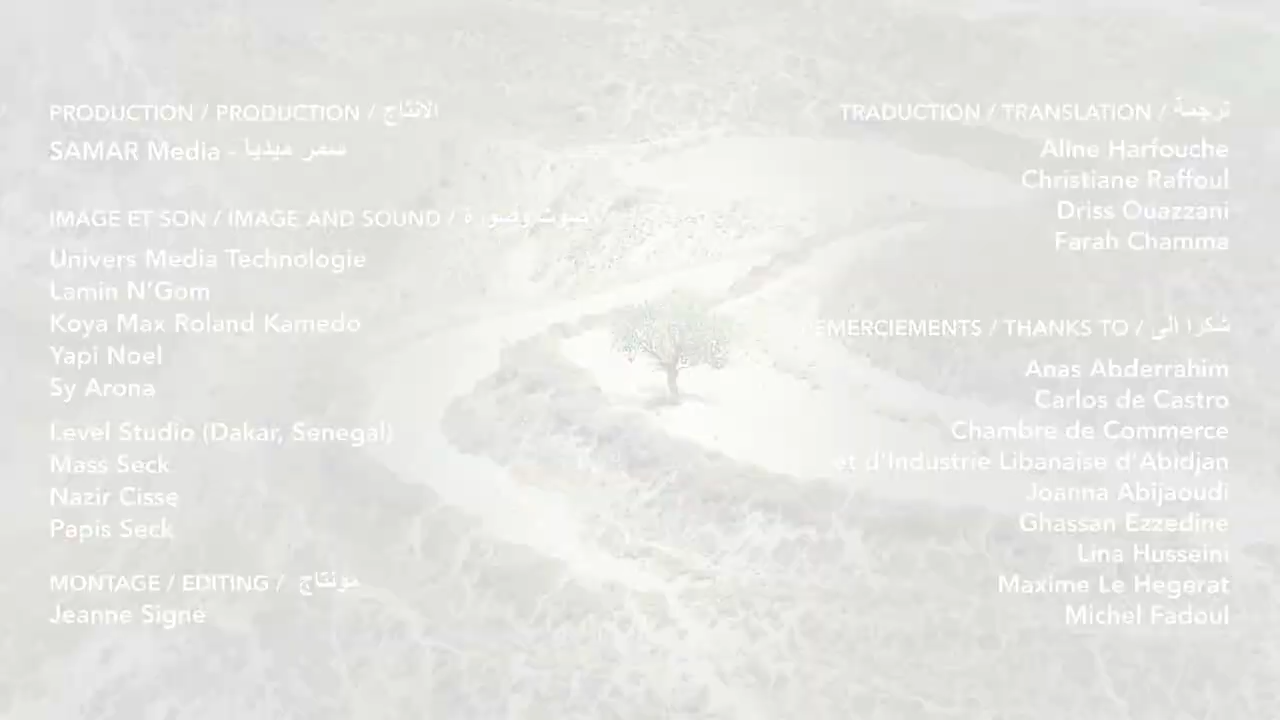 PRODUCTION / PRODUCTION / الانتاج
SAMAR Media - سمر ميديا
IMAGE ET SON / IMAGE AND SOUND / صوت وصورة
Univers Media Technologie
Lamin N'Gom
Koya Max Roland Kamedo
Yapi Noel
Sy Arona
Level Studio (Dakar, Senegal)
Mass Seck
Nazir Cisse
Papis Seck
MONTAGE / EDITING / مونتاج
Jeanne Signe
TRADUCTION / TRANSLATION / ترجمة
Aline Harfouche
Christiane Raffoul
Driss Ouazzani
Farah Chamma
EMERCIEMENTS / THANKS TO / شكرا الى
Anas Abderrahim
Carlos de Castro
Chambre de Commerce
et d'Industrie Libanaise d'Abidjan
Joanna Abijaoudi
Ghassan Ezzedine
Lina Husseini
Maxime Le Hegerat
Michel Fadoul